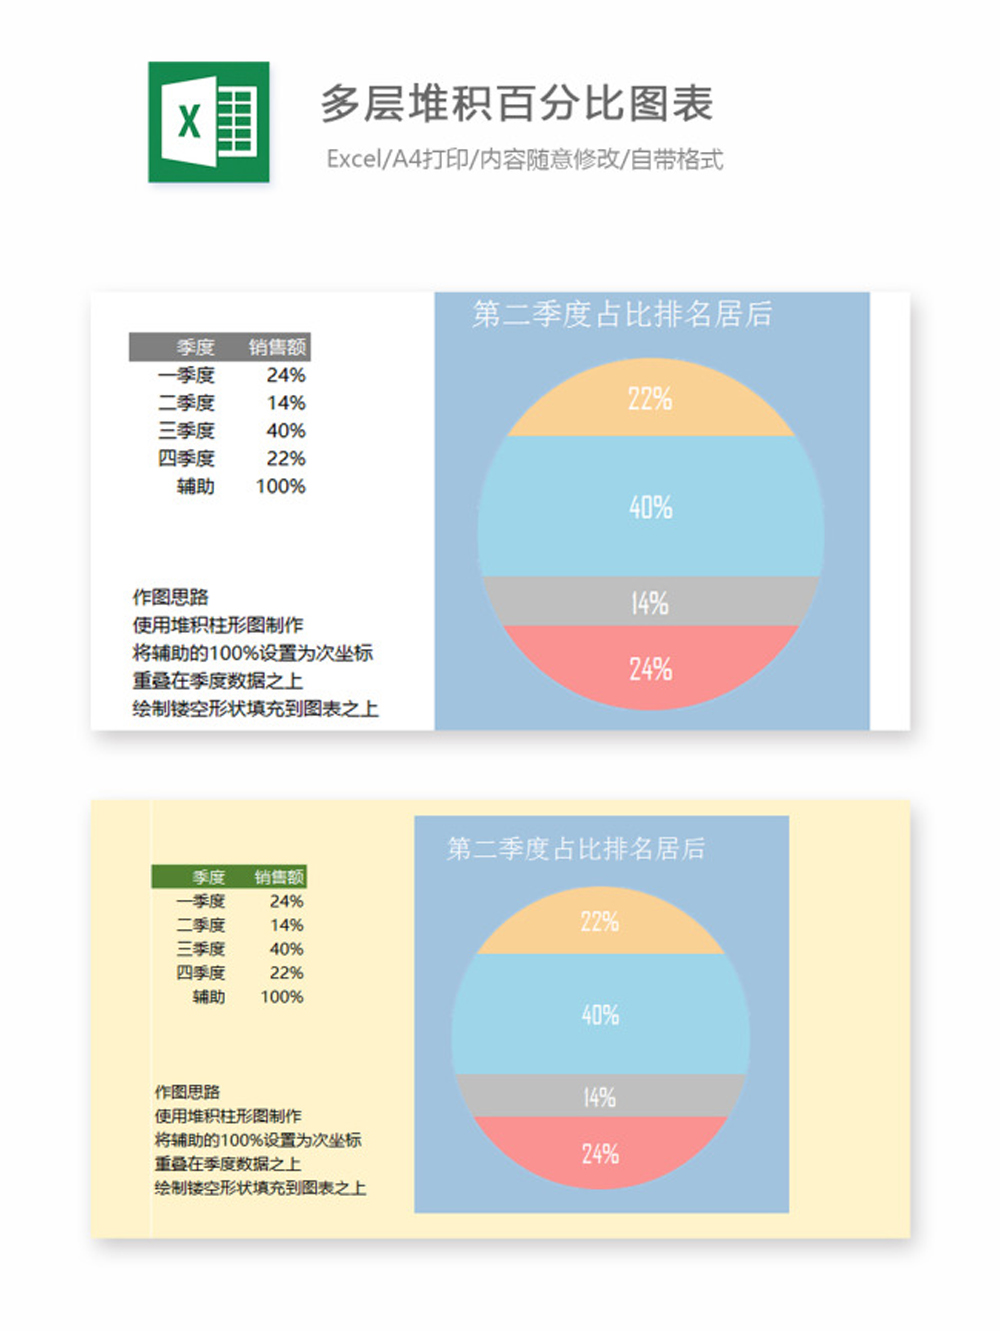 X
多层堆积百分比图表
Excel/A4打印/内容随意修改/自带格式
第二季度占比排名居后
季度 销售额
一季度 24%
二季度 14%
三季度 40%
四季度 22%
辅助 100%
22%
40%
14%
24%
作图思路
使用堆积柱形图制作
将辅助的100%设置为次坐标
重叠在季度数据之上
绘制镂空形状填充到图表之上
第二季度占比排名居后
季度 销售额
一季度 24%
二季度 14%
三季度 40%
四季度 22%
辅助 100%
22%
40%
14%
24%
作图思路
使用堆积柱形图制作
将辅助的100%设置为次坐标
重叠在季度数据之上
绘制镂空形状填充到图表之上